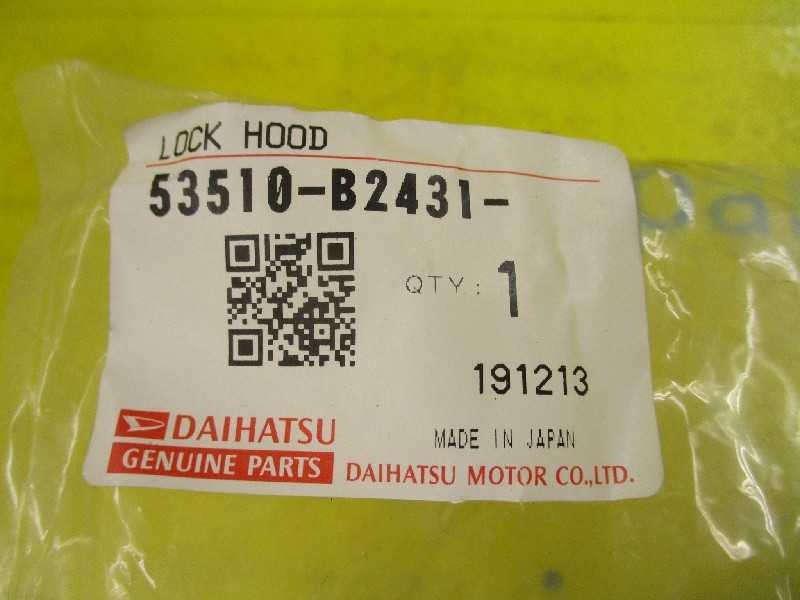 LOCK HOOD
53510-B2431-
QTY: 1
191213
DAIHATSU
GENUINE PARTS
MADE IN JAPAN
DAIHATSU MOTOR CO.,LTD.